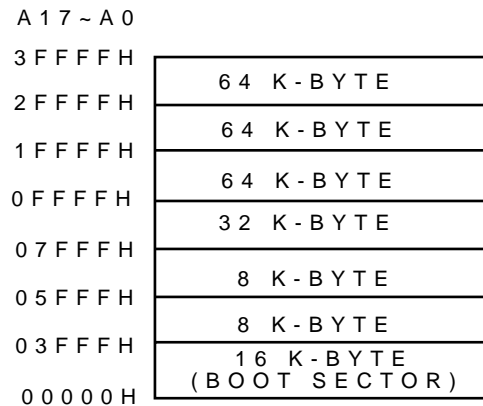 A17~A0
3FFFFH
64 K-BYTE
2FFFFH
64 K-BYTE
1FFFFH
64 K-BYTE
0FFFFH
32 K-BYTE
07FFFH
8 K-BYTE
05FFFH
8 K-BYTE
03FFFH
16 K-BYTE
(BOOT SECTOR)
00000H